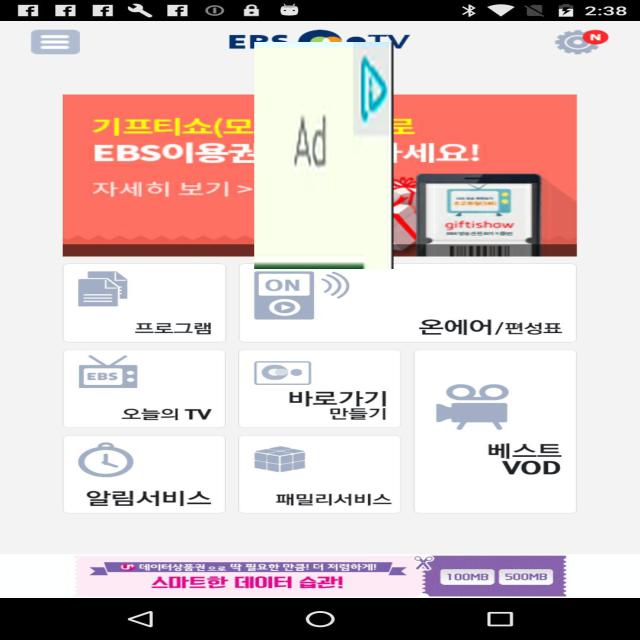 2:38
EBS TV
N
Ad
기프티쇼(모 로
EBS이용권 하세요!
자세히 보기 >
giftishow
ON
프로그램
온에어/편성표
EBS
오늘의 TV
바로가기
만들기
베스트
VOD
알림서비스
패밀리서비스
데이터상품권으로 딱 필요한 만큼! 더 저렴하게!
스마트한 데이터 습관!
100MB 500MB